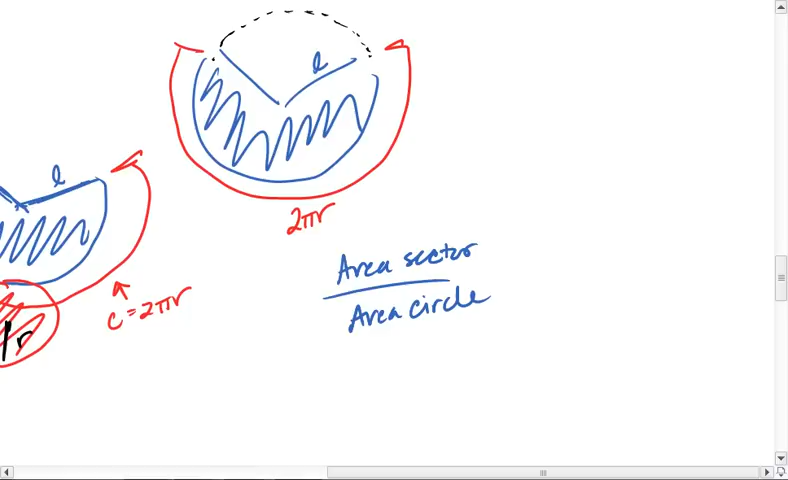 l
l
2πr
C = 2πr
r
Area sector
Area circle